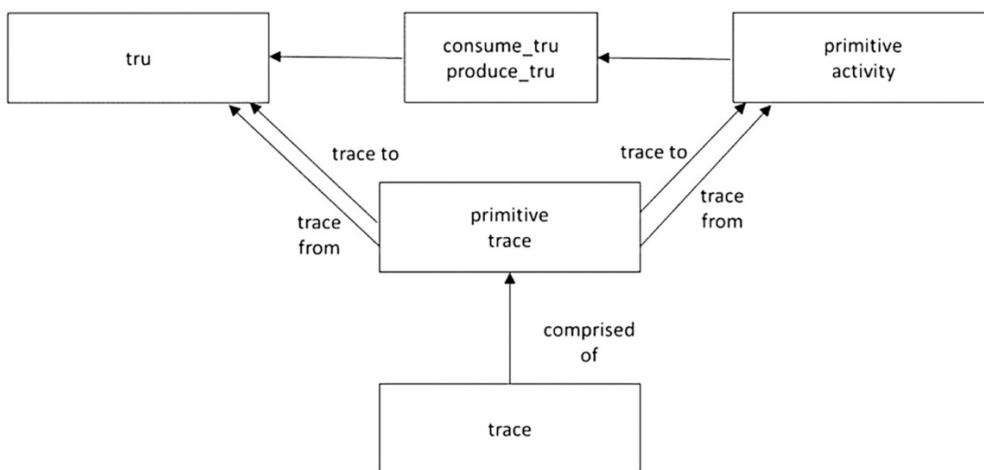 tru
consume_tru
produce_tru
primitive
activity
trace to
trace to
trace
from
primitive
trace
trace
from
comprised
of
trace